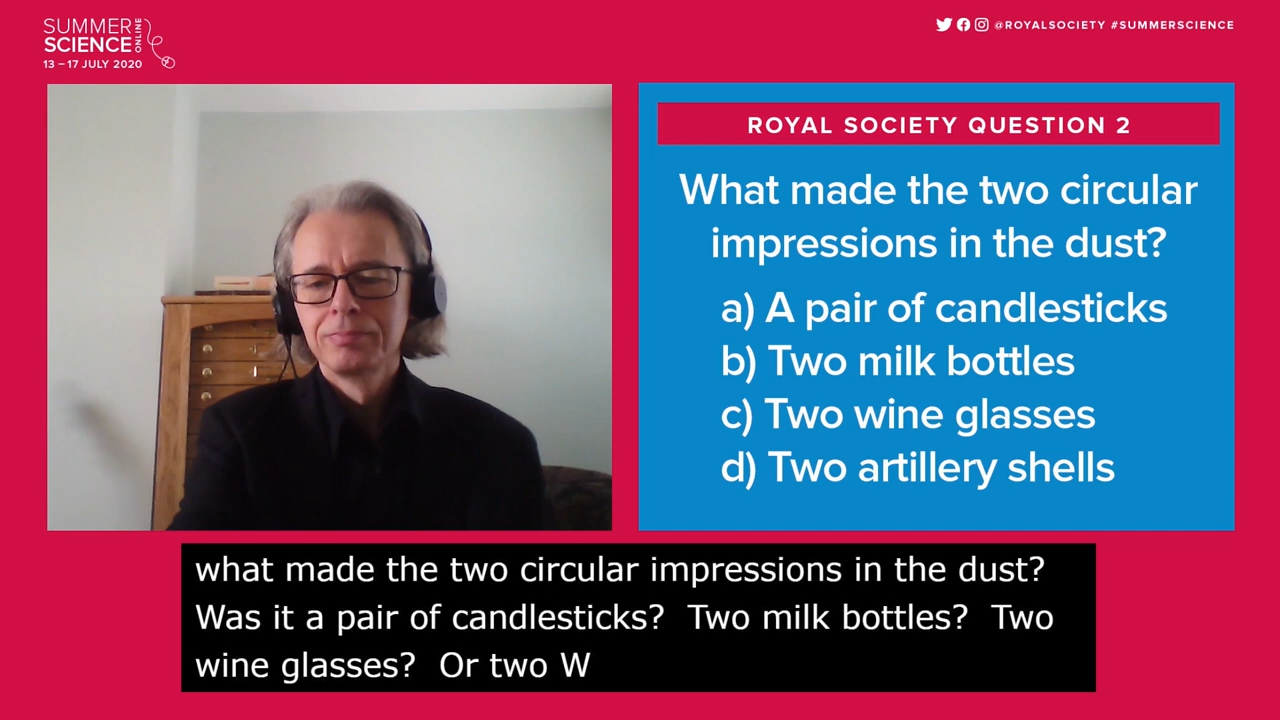 SUMMER
SCIENCE
ONLINE
13 – 17 JULY 2020
@ROYALSOCIETY #SUMMERSCIENCE
ROYAL SOCIETY QUESTION 2
What made the two circular
impressions in the dust?
a) A pair of candlesticks
b) Two milk bottles
c) Two wine glasses
d) Two artillery shells
what made the two circular impressions in the dust?
Was it a pair of candlesticks?  Two milk bottles?  Two
wine glasses?  Or two W